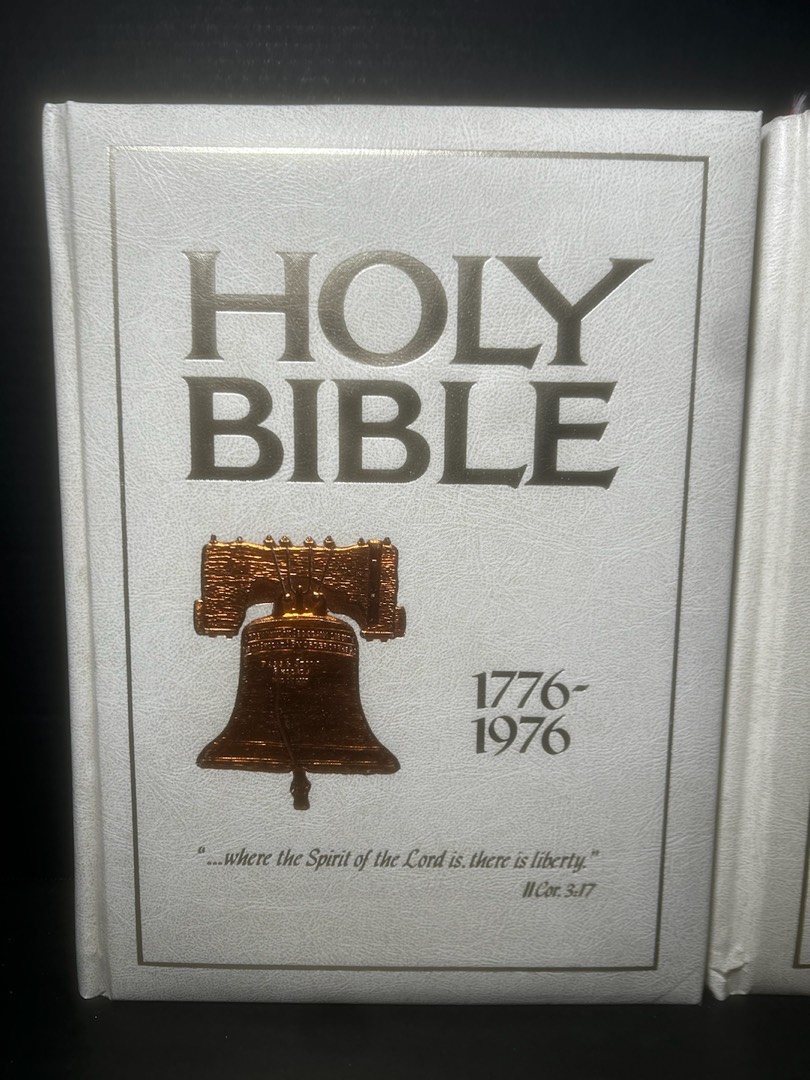 HOLY
BIBLE
1776-
1976
"...where the Spirit of the Lord is, there is liberty."
II Cor. 3:17